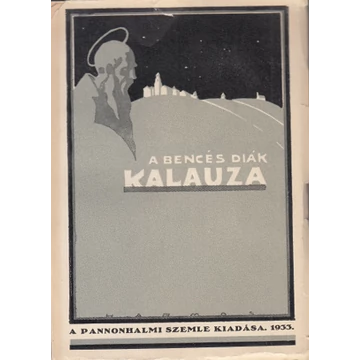 A BENCÉS DIÁK
KALAUZA
A PANNONHALMI SZEMLE KIADÁSA. 1933.